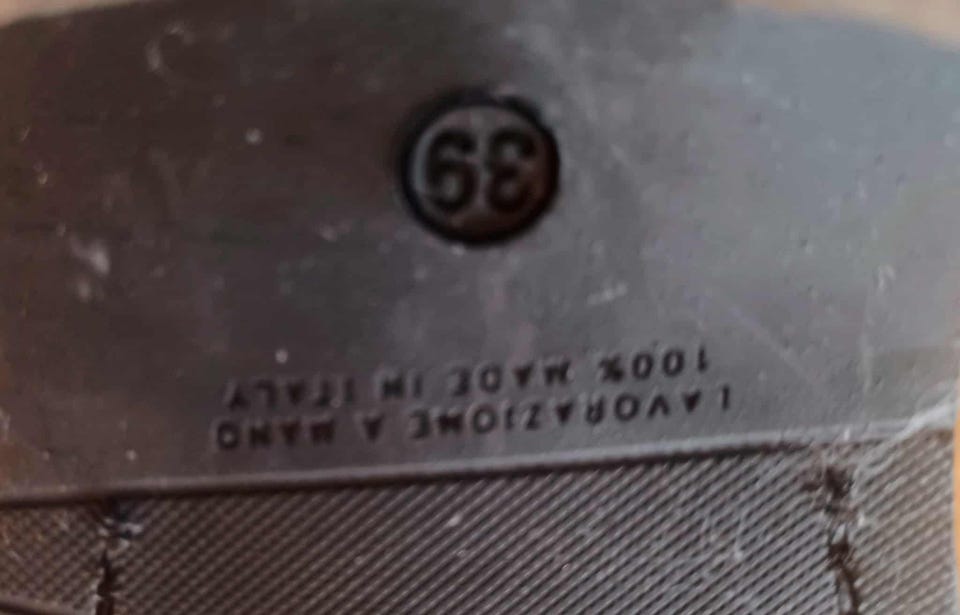 LAVORAZIONE A MANO
100% MADE IN ITALY
39